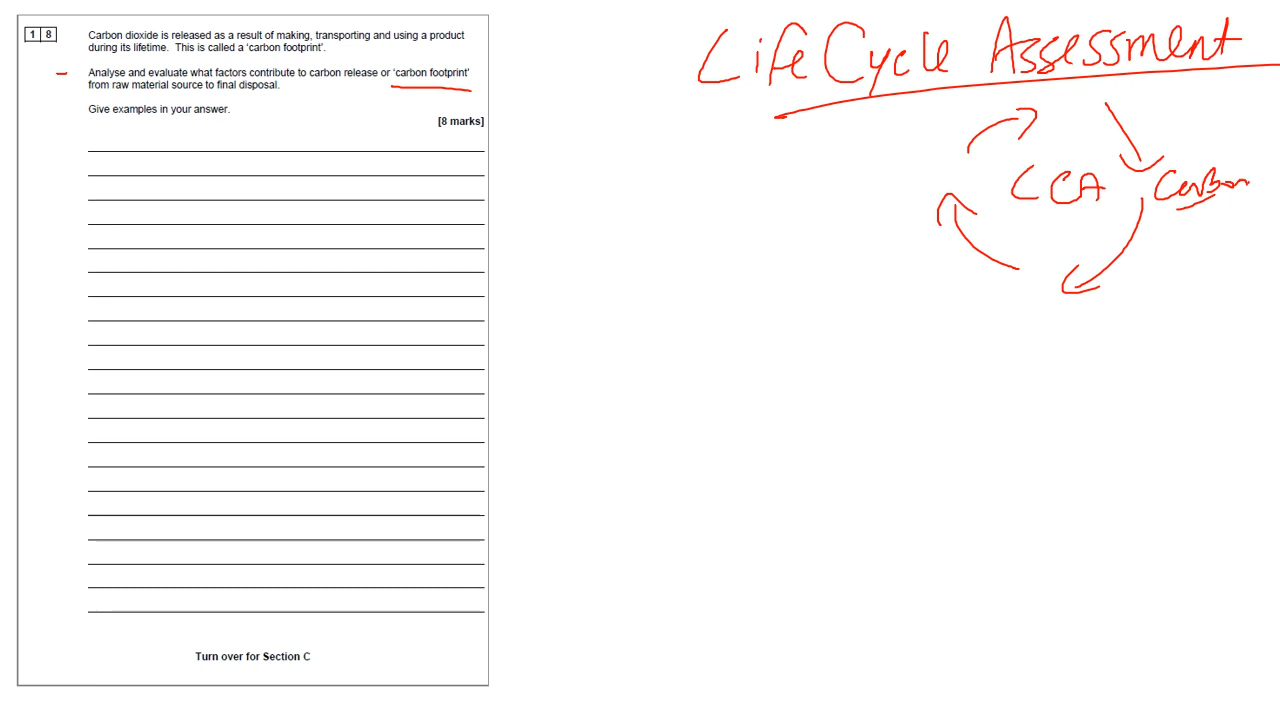 18
Carbon dioxide is released as a result of making, transporting and using a product
during its lifetime. This is called a ‘carbon footprint’.
Analyse and evaluate what factors contribute to carbon release or ‘carbon footprint’
from raw material source to final disposal.
Give examples in your answer.
[8 marks]
Turn over for Section C
Life Cycle Assessment
LCA
Carbon